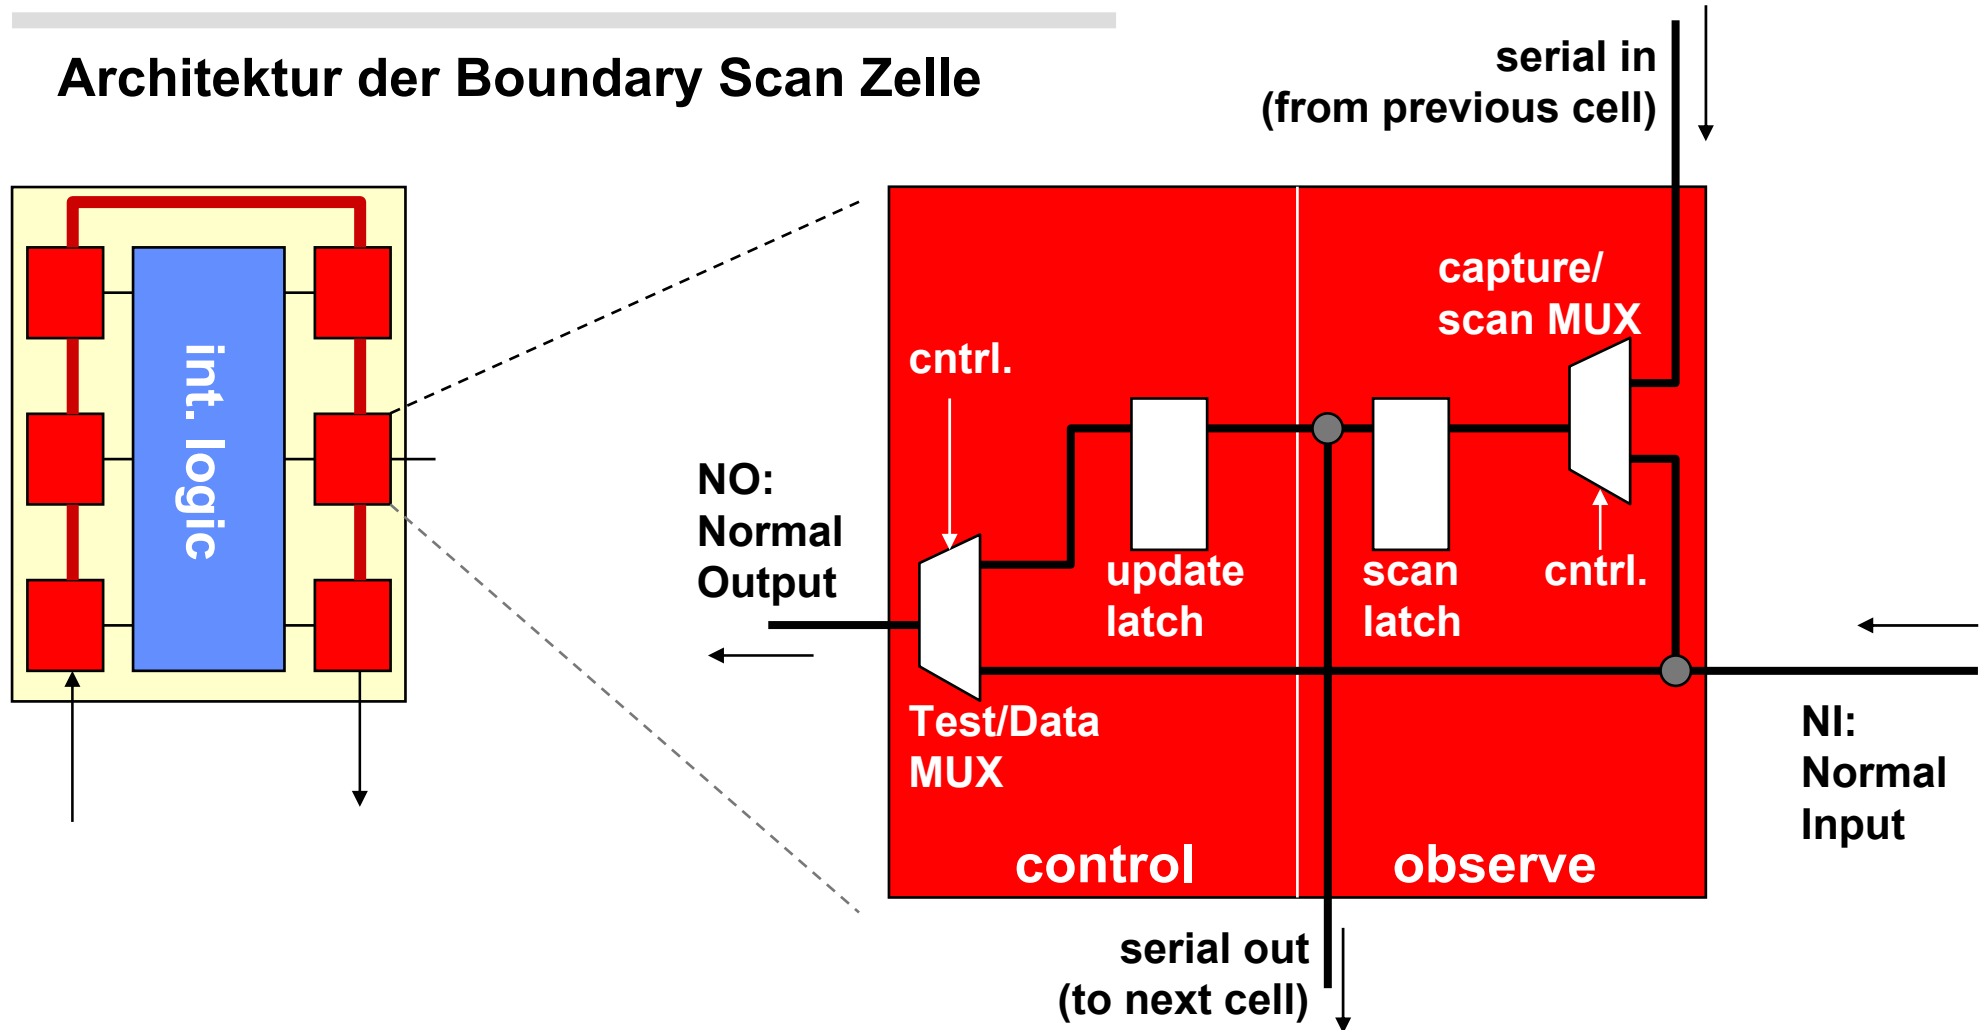 Architektur der Boundary Scan Zelle
serial in
(from previous cell)
int. logic
capture/
scan MUX
cntrl.
NO:
Normal
Output
update
latch
scan
latch
cntrl.
Test/Data
MUX
NI:
Normal
Input
control
observe
serial out
(to next cell)